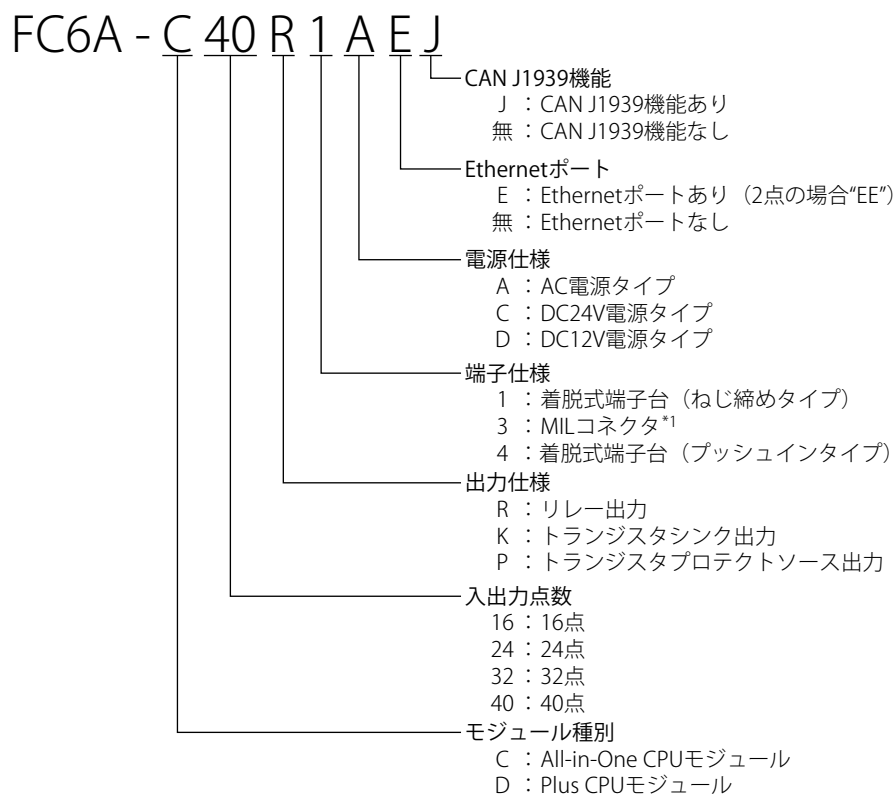 FC6A - C 40 R 1 A E J
CAN J1939機能
J ：CAN J1939機能あり
無 ：CAN J1939機能なし
Ethernetポート
E ：Ethernetポートあり（2点の場合“EE”）
無 ：Ethernetポートなし
電源仕様
A ：AC電源タイプ
C ：DC24V電源タイプ
D ：DC12V電源タイプ
端子仕様
1 ：着脱式端子台（ねじ締めタイプ）
3 ：MILコネクタ*1
4 ：着脱式端子台（プッシュインタイプ）
出力仕様
R ：リレー出力
K ：トランジスタシンク出力
P ：トランジスタプロテクトソース出力
入出力点数
16 ：16点
24 ：24点
32 ：32点
40 ：40点
モジュール種別
C ：All-in-One CPUモジュール
D ：Plus CPUモジュール